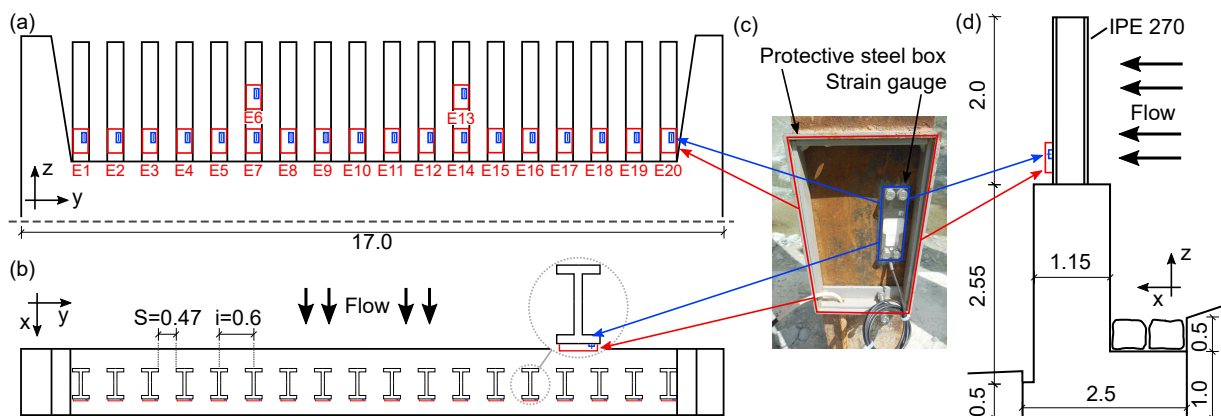 (a)
E6
E13
E1 E2 E3 E4 E5 E7 E8 E9 E10 E11 E12 E14 E15 E16 E17 E18 E19 E20
z
y
17.0
(b)
Flow
x
y
S=0.47
i=0.6
(c)
Protective steel box
Strain gauge
(d)
IPE 270
2.0
Flow
2.55
1.15
z
x
0.5
1.0
2.5
0.5